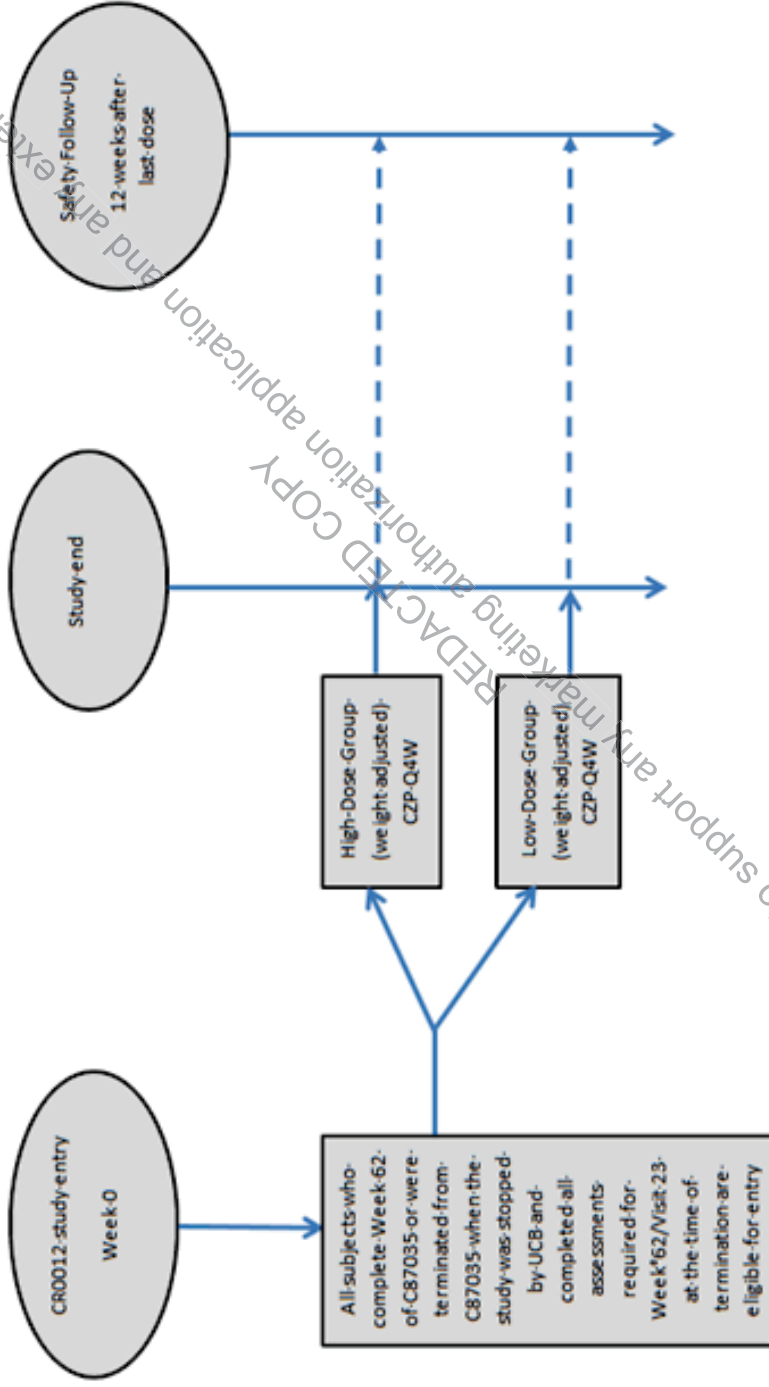 CR0012·study·entry
Week·0
Study·end
Safety·Follow-Up
12·weeks·after·
last·dose
All·subjects·who·
complete·Week·62·
of·C87035·or·were·
terminated·from·
C87035·when·the·
study·was·stopped·
by·UCB·and·
completed·all·
assessments·
required·for·
Week*62/Visit·23·
at·the·time·of·
termination·are·
eligible·for·entry
High-Dose·Group·
(weight·adjusted)·
CZP·Q4W
Low-Dose·Group·
(weight·adjusted)
CZP·Q4W
REDACTED COPY
support any marketing authorization application and any